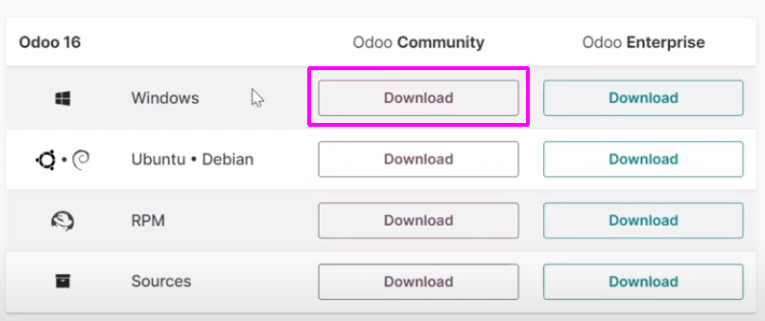 Odoo 16 Odoo Community Odoo Enterprise
Windows Download Download
Ubuntu • Debian Download Download
RPM Download Download
Sources Download Download